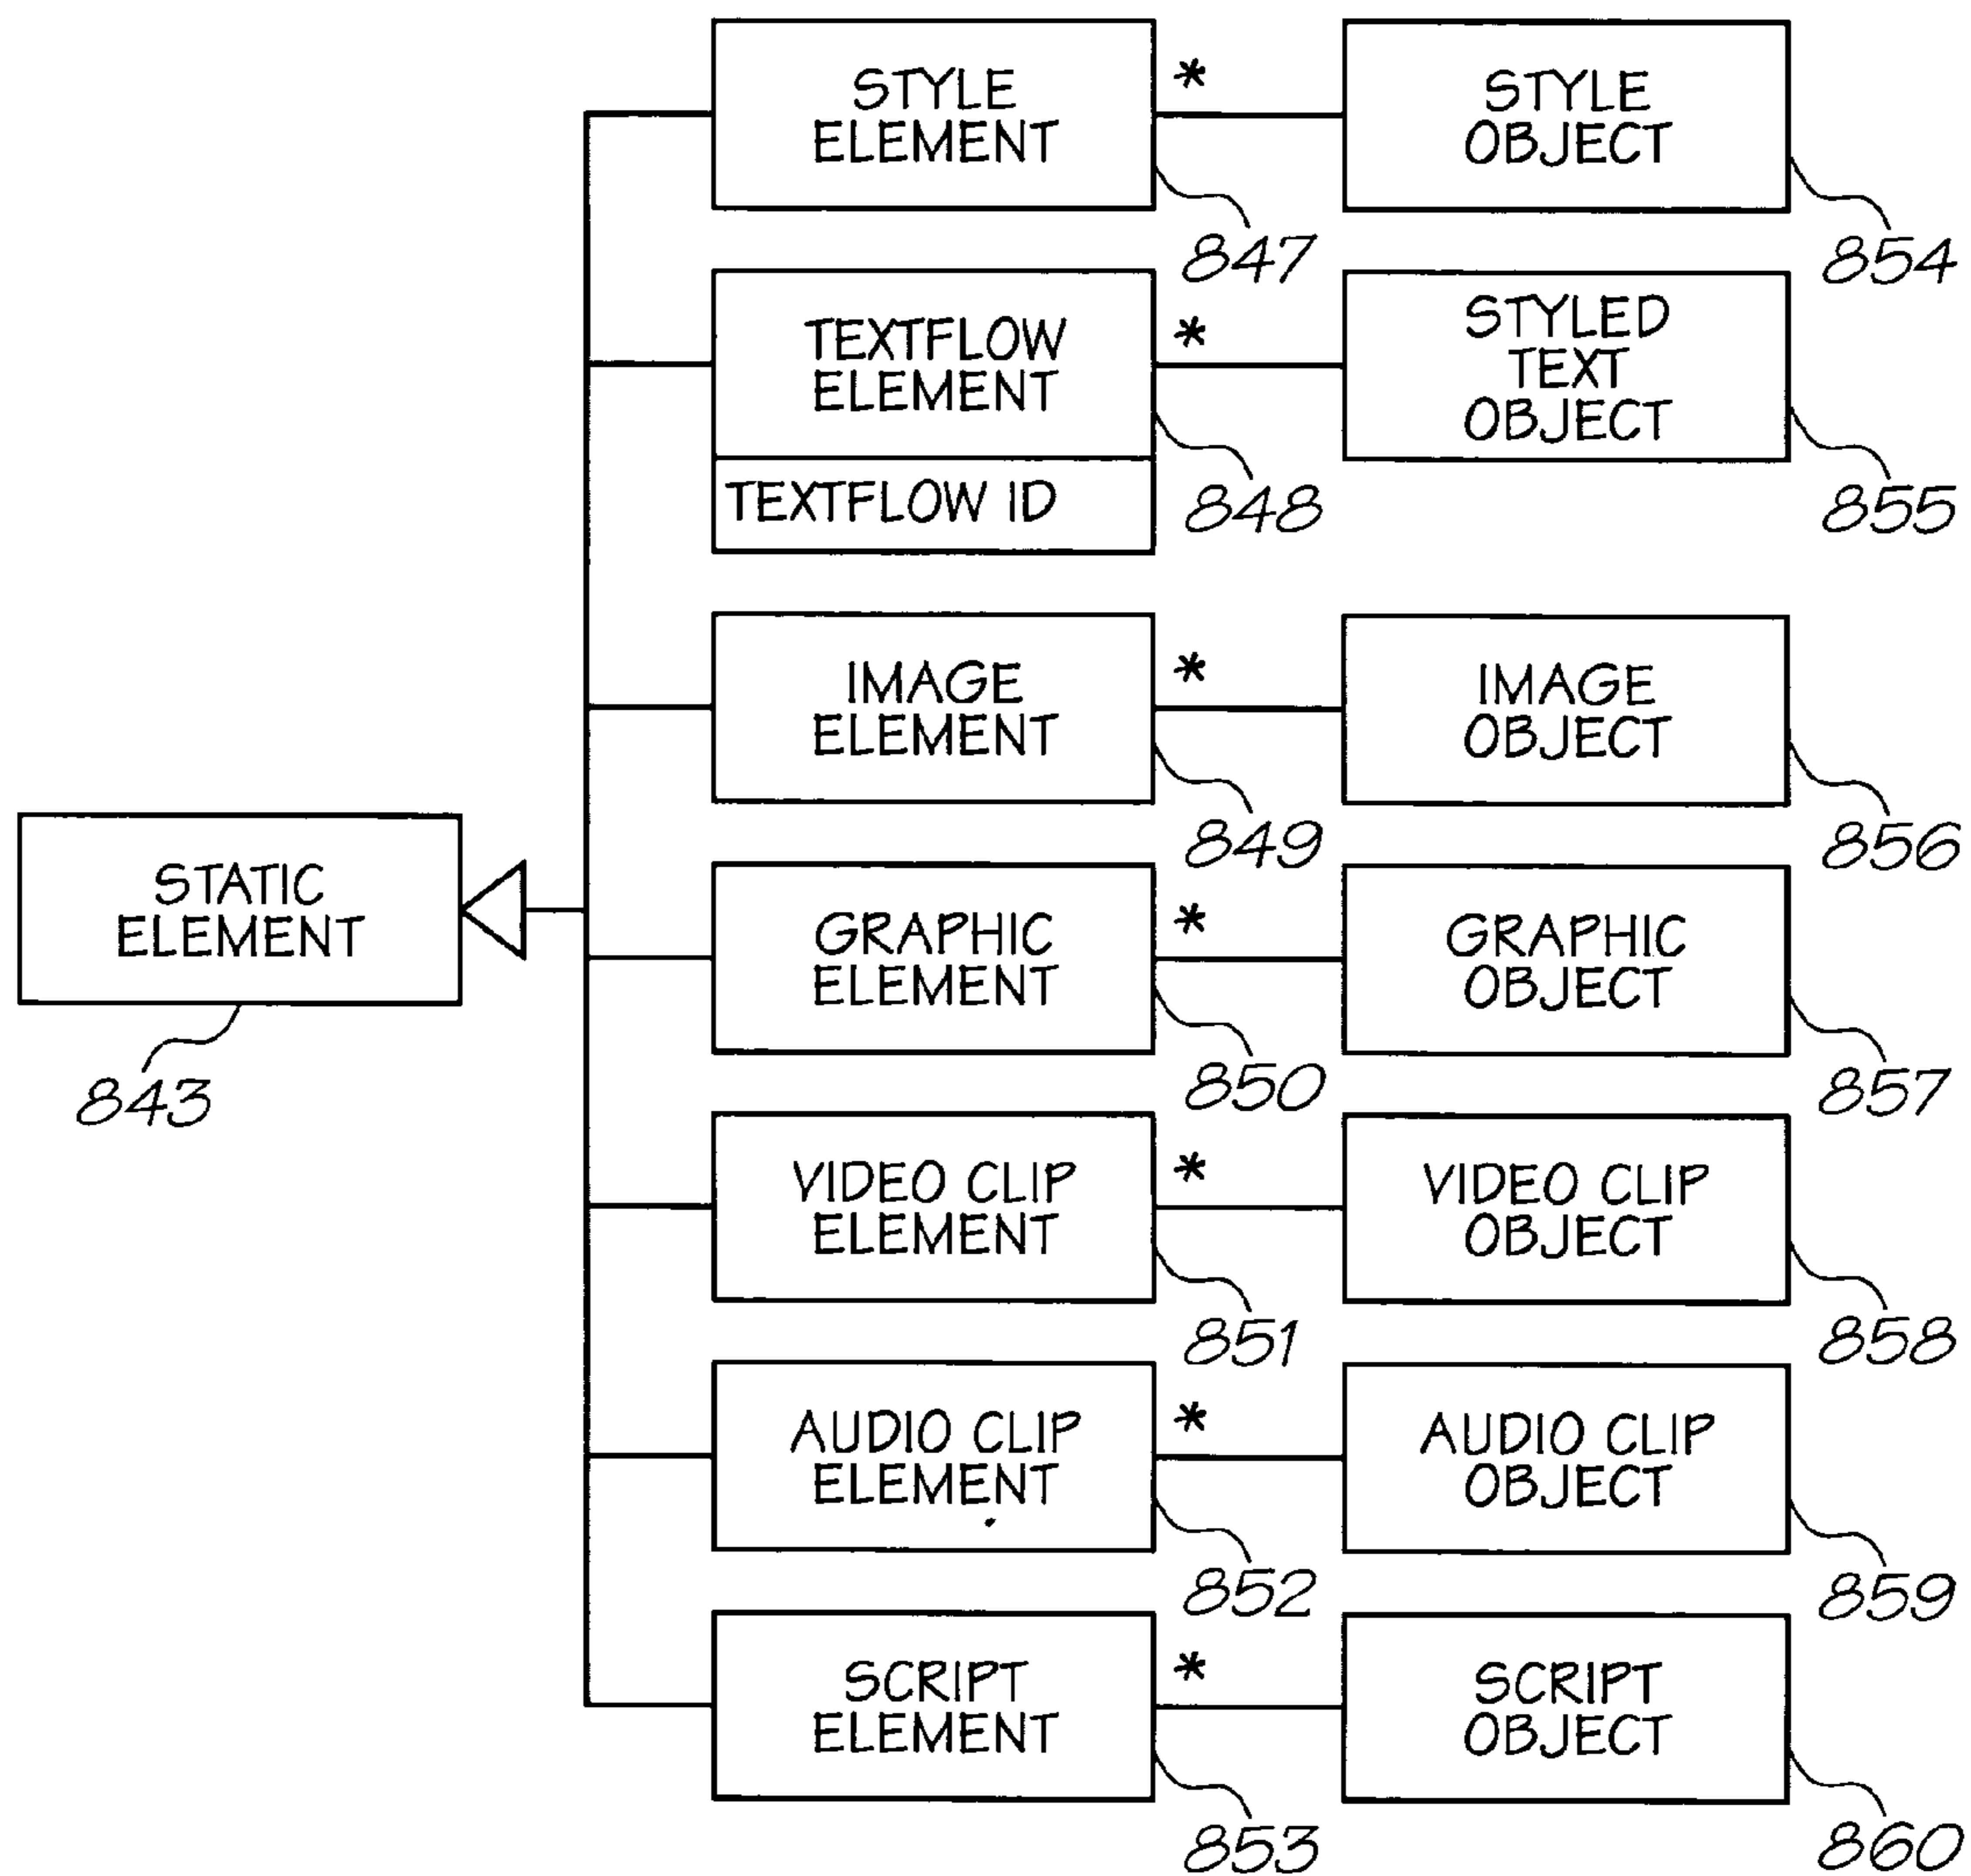 STYLE
ELEMENT
*
STYLE
OBJECT
847
854
TEXTFLOW
ELEMENT
TEXTFLOW ID
*
STYLED
TEXT
OBJECT
848
855
IMAGE
ELEMENT
*
IMAGE
OBJECT
849
856
STATIC
ELEMENT
843
GRAPHIC
ELEMENT
*
GRAPHIC
OBJECT
850
857
VIDEO CLIP
ELEMENT
*
VIDEO CLIP
OBJECT
851
858
AUDIO CLIP
ELEMENT
*
AUDIO CLIP
OBJECT
852
859
SCRIPT
ELEMENT
*
SCRIPT
OBJECT
853
860